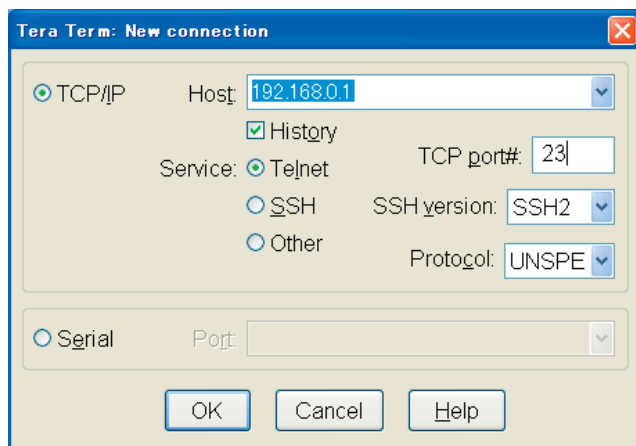 Tera Term: New connection
TCP/IP Host: 192.168.0.1
History
Service: Telnet TCP port#: 23
SSH SSH version: SSH2
Other Protocol: UNSPE
Serial Port:
OK Cancel Help